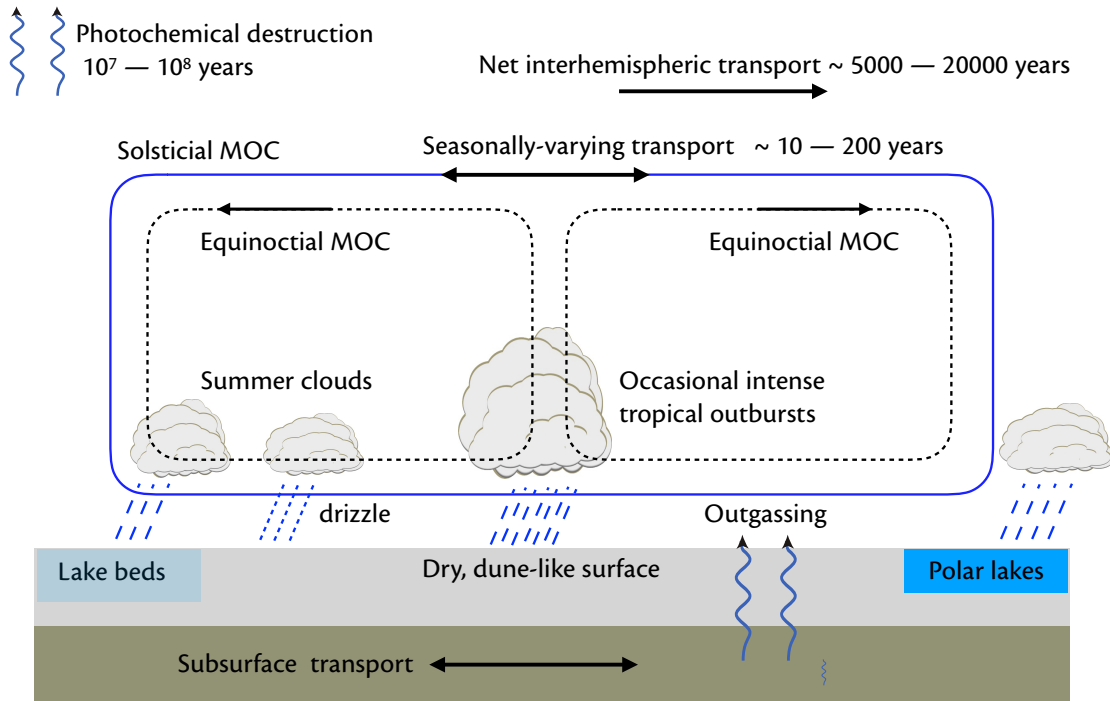 Photochemical destruction
10⁷ — 10⁸ years
Net interhemispheric transport ~ 5000 — 20000 years
Solsticial MOC
Seasonally-varying transport ~ 10 — 200 years
Equinoctial MOC
Equinoctial MOC
Summer clouds
Occasional intense
tropical outbursts
drizzle
Outgassing
Lake beds
Dry, dune-like surface
Polar lakes
Subsurface transport